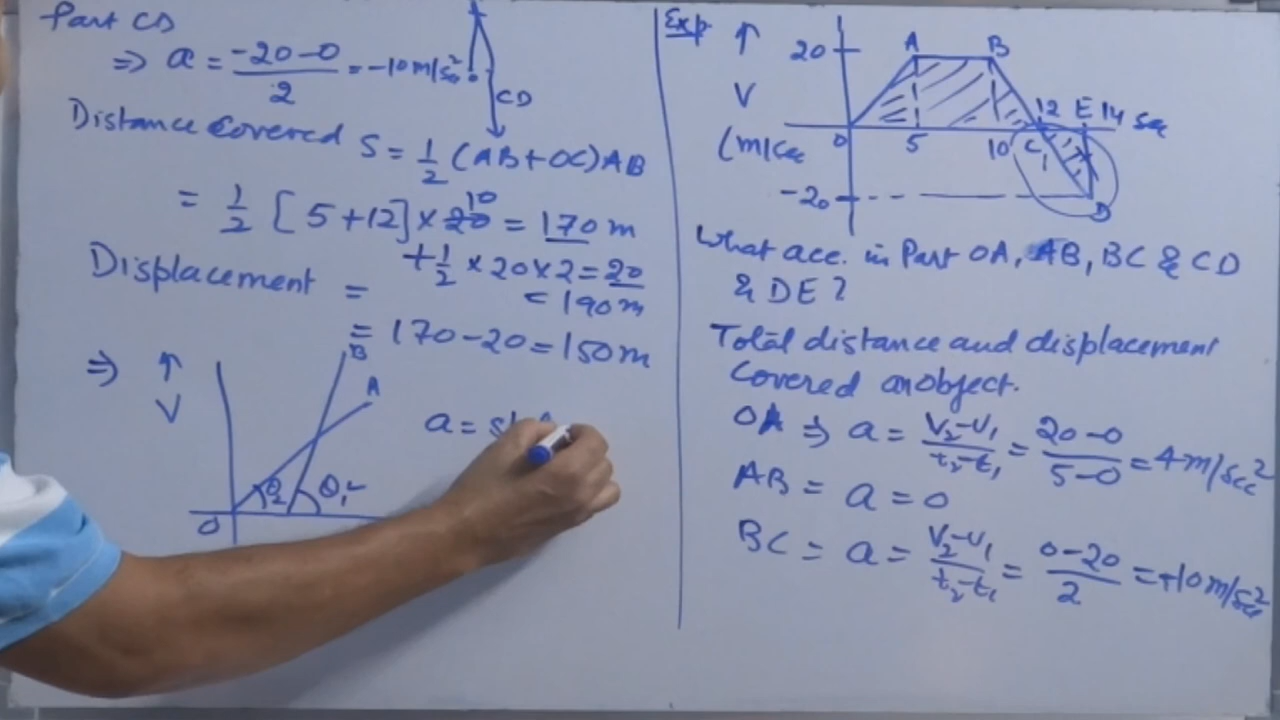 Part CD
⇒ a = -20-0 / 2 = -10 m/sec²
CD
Distance Covered S = 1/2 (AB+OC)AB
= 1/2 [5+12] × 20 10 = 170 m
+ 1/2 × 20 × 2 = 20
= 190 m
Displacement =
= 170-20 = 150 m
⇒ ↑ V
B
A
O
θ2 θ1
a =
Exp ↑
V
(m/sec
20
A B
12 E 14 sec
0 5 10 C
-20
D
What acc. in Part OA, AB, BC & CD
& DE ?
Total distance and displacement
Covered an object.
OA ⇒ a = V2-U1 / t2-t1 = 20-0 / 5-0 = 4 m/sec²
AB = a = 0
BC = a = V2-U1 / t2-t1 = 0-20 / 2 = -10 m/sec²